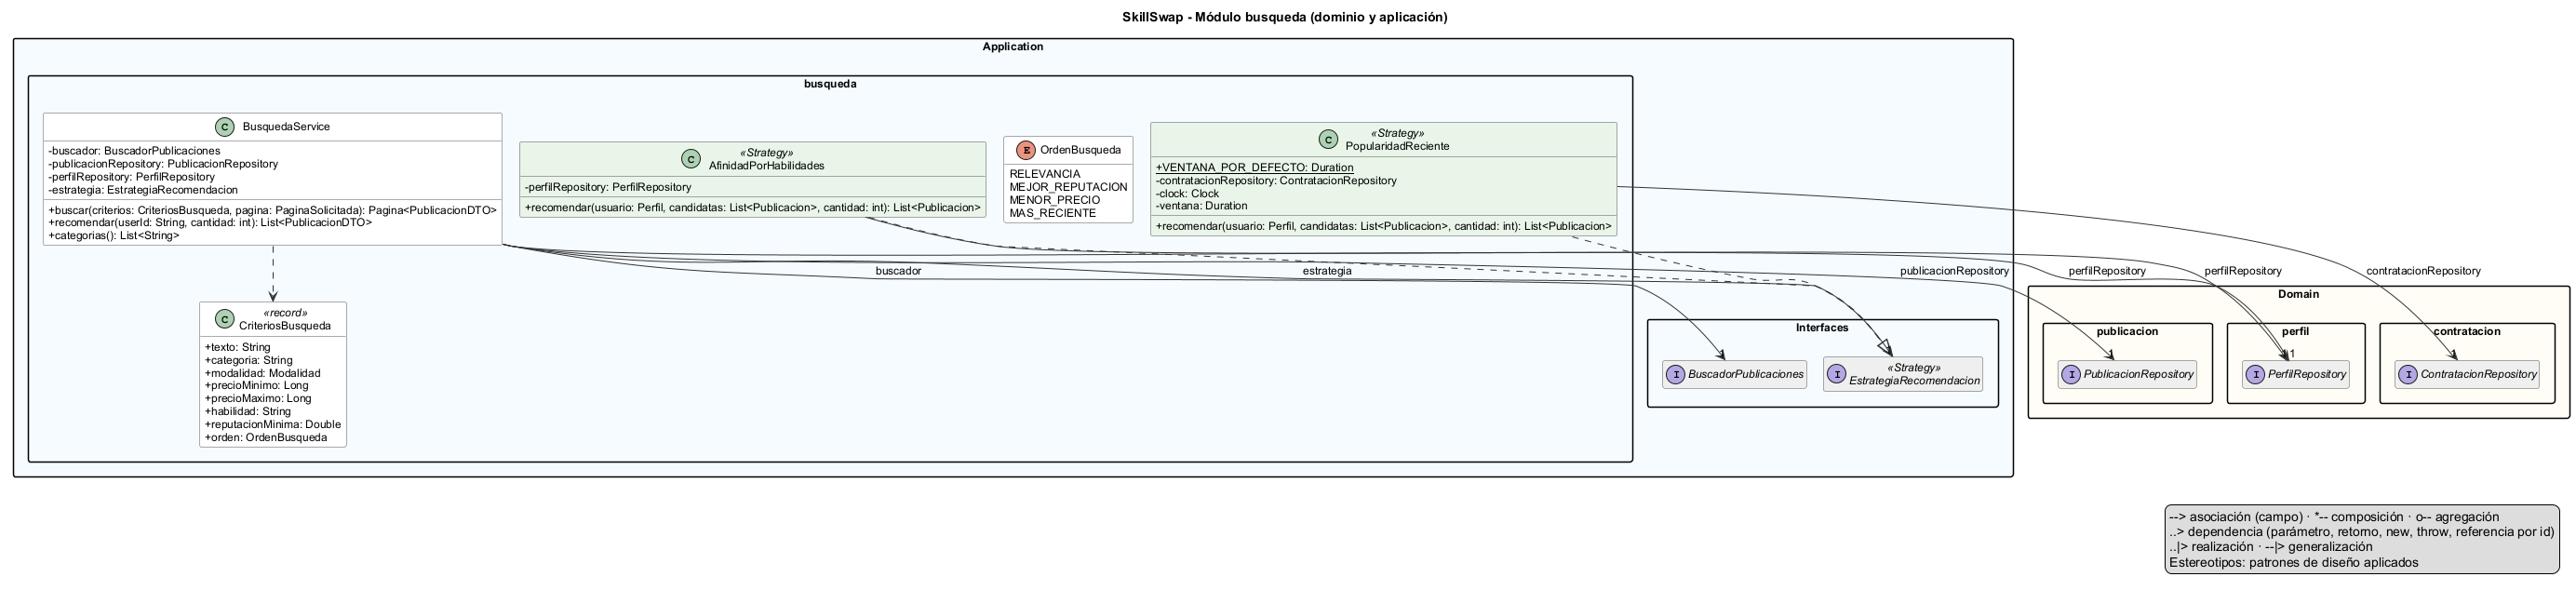 SkillSwap - Módulo busqueda (dominio y aplicación)
Application
busqueda
C BusquedaService
-buscador: BuscadorPublicaciones
-publicacionRepository: PublicacionRepository
-perfilRepository: PerfilRepository
-estrategia: EstrategiaRecomendacion
+buscar(criterios: CriteriosBusqueda, pagina: PaginaSolicitada): Pagina<PublicacionDTO>
+recomendar(userId: String, cantidad: int): List<PublicacionDTO>
+categorias(): List<String>
«Strategy»
C AfinidadPorHabilidades
-perfilRepository: PerfilRepository
+recomendar(usuario: Perfil, candidatas: List<Publicacion>, cantidad: int): List<Publicacion>
E OrdenBusqueda
RELEVANCIA
MEJOR_REPUTACION
MENOR_PRECIO
MAS_RECIENTE
«Strategy»
C PopularidadReciente
+VENTANA_POR_DEFECTO: Duration
-contratacionRepository: ContratacionRepository
-clock: Clock
-ventana: Duration
+recomendar(usuario: Perfil, candidatas: List<Publicacion>, cantidad: int): List<Publicacion>
buscador
estrategia
publicacionRepository
perfilRepository
perfilRepository
contratacionRepository
«record»
C CriteriosBusqueda
+texto: String
+categoria: String
+modalidad: Modalidad
+precioMinimo: Long
+precioMaximo: Long
+habilidad: String
+reputacionMinima: Double
+orden: OrdenBusqueda
Interfaces
1
I BuscadorPublicaciones
«Strategy»
I EstrategiaRecomendacion
Domain
publicacion
1
I PublicacionRepository
perfil
1
I PerfilRepository
contratacion
1
I ContratacionRepository
--> asociación (campo) · *-- composición · o-- agregación
..> dependencia (parámetro, retorno, new, throw, referencia por id)
..|> realización · --|> generalización
Estereotipos: patrones de diseño aplicados